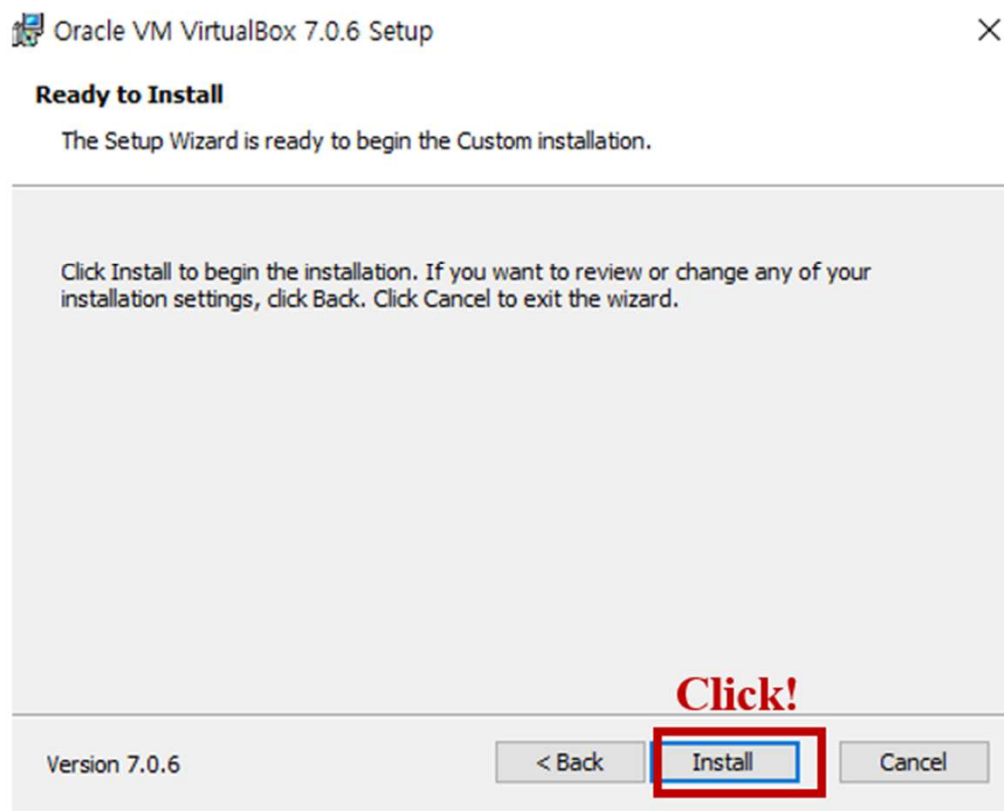 Oracle VM VirtualBox 7.0.6 Setup
Ready to Install
The Setup Wizard is ready to begin the Custom installation.
Click Install to begin the installation. If you want to review or change any of your
installation settings, click Back. Click Cancel to exit the wizard.
Click!
Version 7.0.6
< Back
Install
Cancel